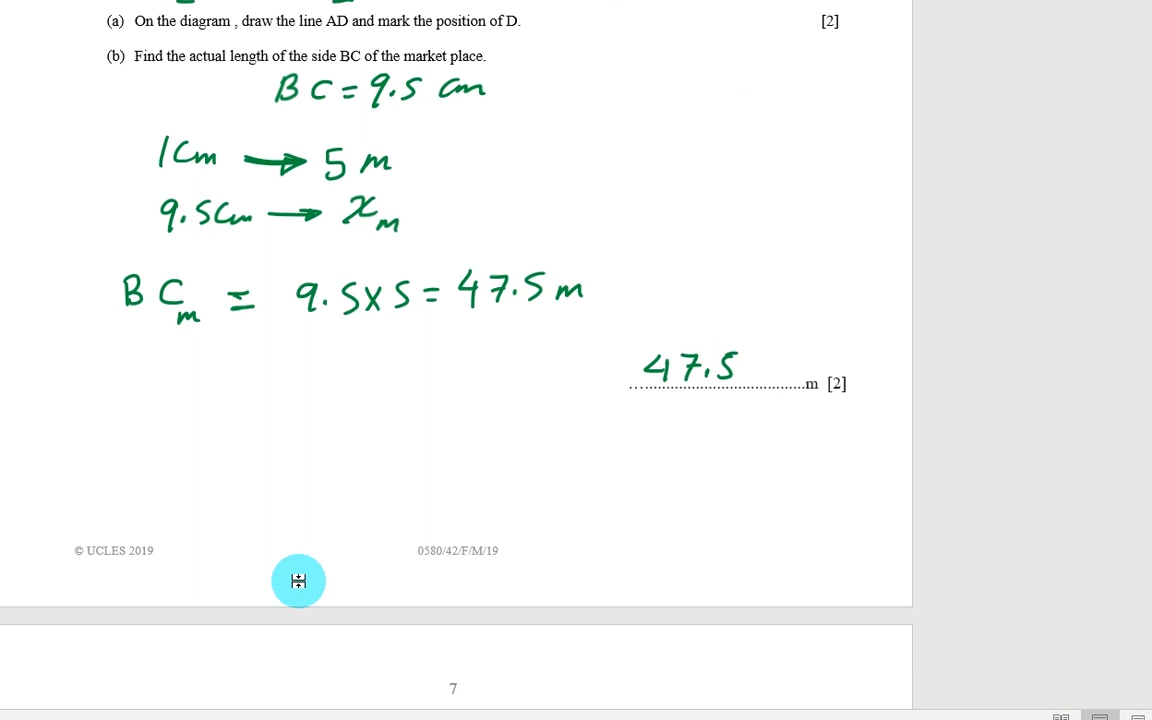 (a) On the diagram , draw the line AD and mark the position of D. [2]
(b) Find the actual length of the side BC of the market place.
BC = 9.5 cm
1cm → 5 m
9.5cm → x m
BC m = 9.5 x 5 = 47.5 m
47.5
.............................................m [2]
© UCLES 2019 0580/42/F/M/19
7